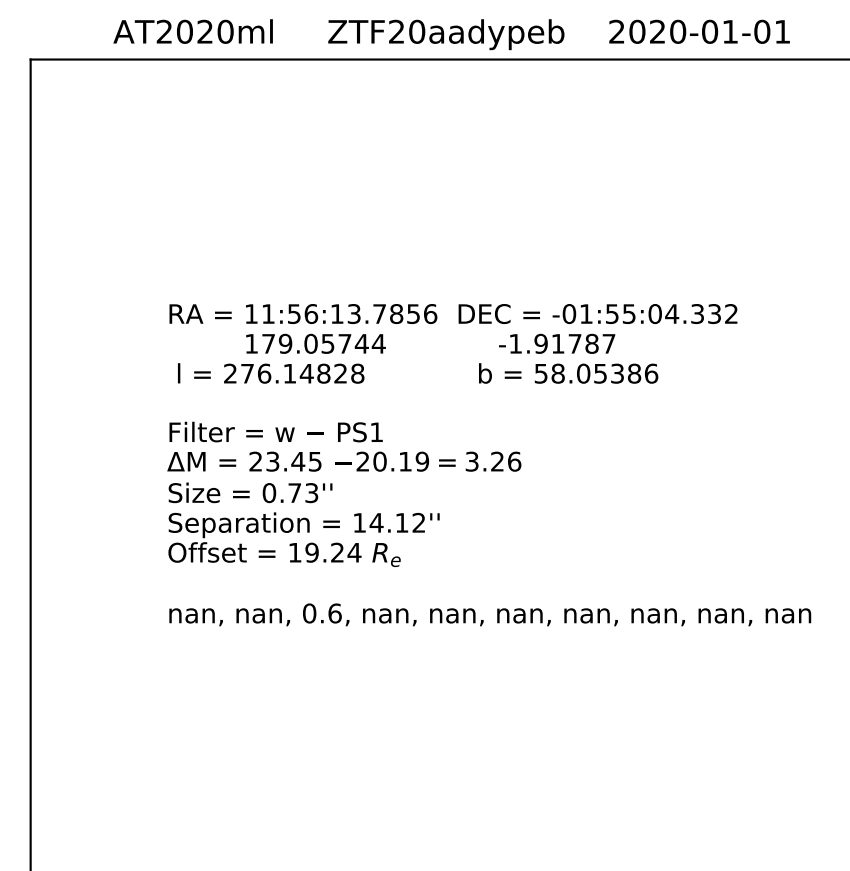 AT2020ml ZTF20aadypeb 2020-01-01
RA = 11:56:13.7856 DEC = -01:55:04.332
179.05744 -1.91787
l = 276.14828 b = 58.05386
Filter = w − PS1
ΔM = 23.45 −20.19 = 3.26
Size = 0.73''
Separation = 14.12''
Offset = 19.24 Rₑ
nan, nan, 0.6, nan, nan, nan, nan, nan, nan, nan